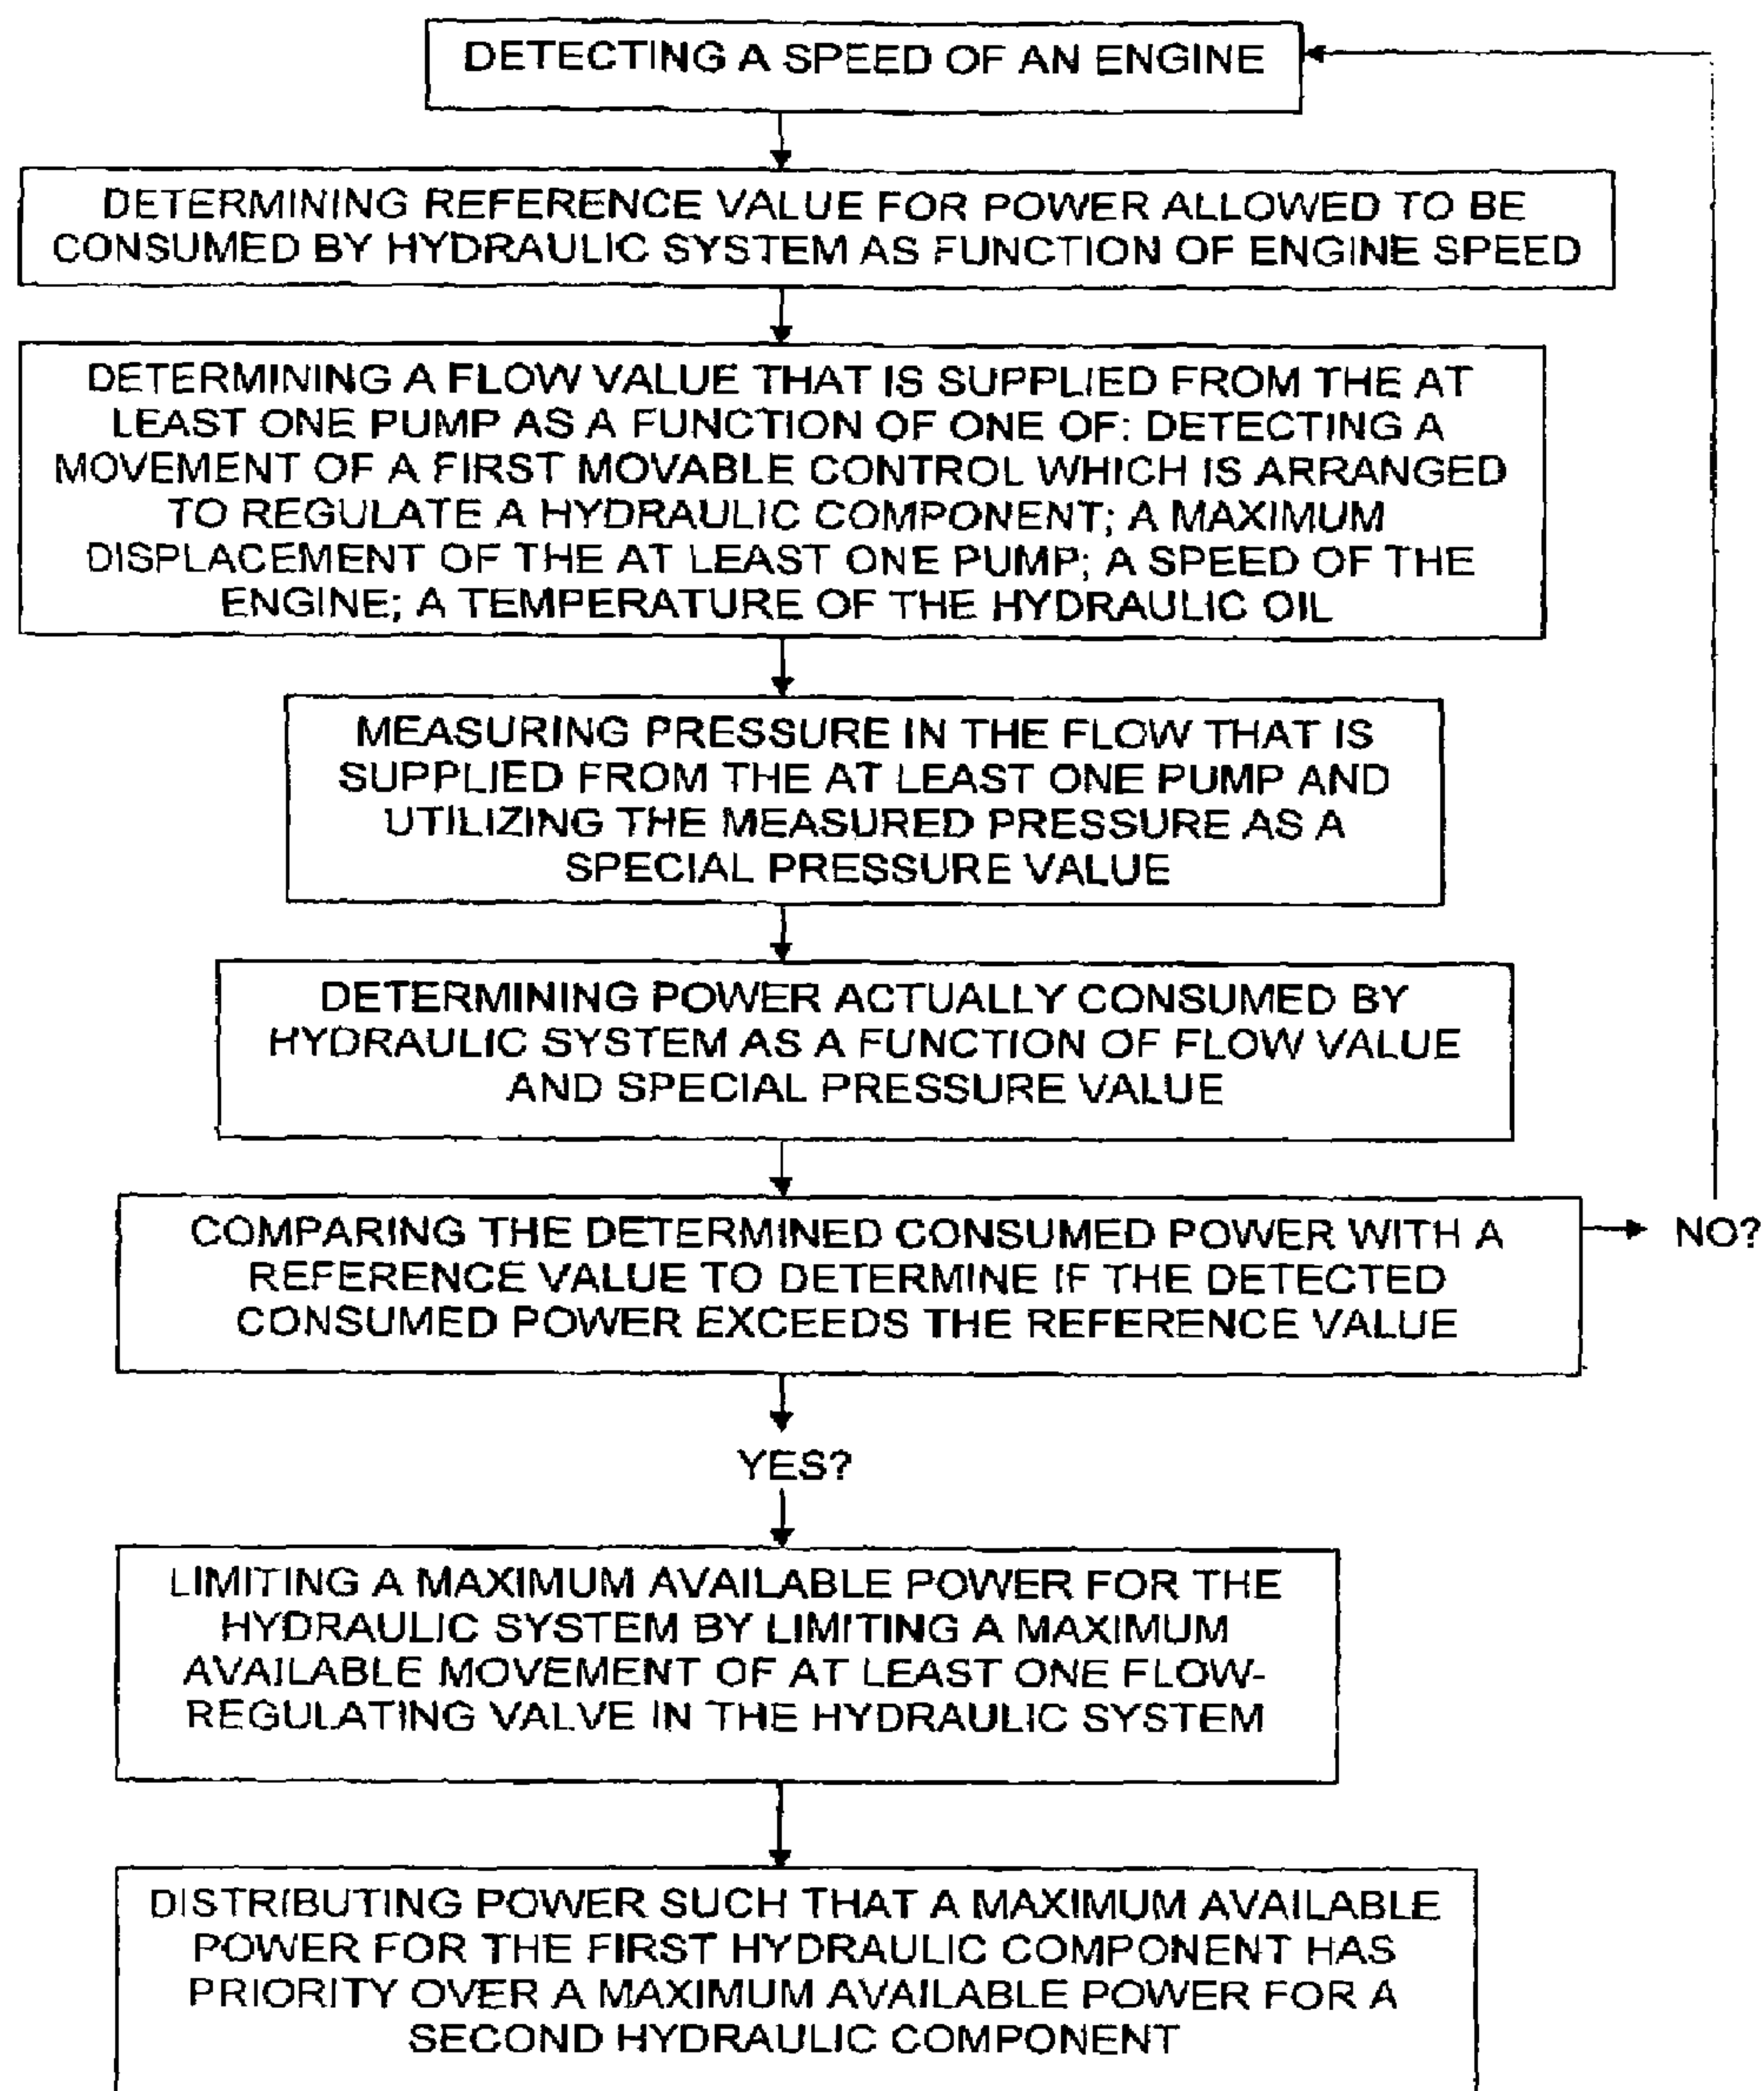 DETECTING A SPEED OF AN ENGINE
DETERMINING REFERENCE VALUE FOR POWER ALLOWED TO BE
CONSUMED BY HYDRAULIC SYSTEM AS FUNCTION OF ENGINE SPEED
DETERMINING A FLOW VALUE THAT IS SUPPLIED FROM THE AT
LEAST ONE PUMP AS A FUNCTION OF ONE OF: DETECTING A
MOVEMENT OF A FIRST MOVABLE CONTROL WHICH IS ARRANGED
TO REGULATE A HYDRAULIC COMPONENT; A MAXIMUM
DISPLACEMENT OF THE AT LEAST ONE PUMP; A SPEED OF THE
ENGINE; A TEMPERATURE OF THE HYDRAULIC OIL
MEASURING PRESSURE IN THE FLOW THAT IS
SUPPLIED FROM THE AT LEAST ONE PUMP AND
UTILIZING THE MEASURED PRESSURE AS A
SPECIAL PRESSURE VALUE
DETERMINING POWER ACTUALLY CONSUMED BY
HYDRAULIC SYSTEM AS A FUNCTION OF FLOW VALUE
AND SPECIAL PRESSURE VALUE
COMPARING THE DETERMINED CONSUMED POWER WITH A
REFERENCE VALUE TO DETERMINE IF THE DETECTED
CONSUMED POWER EXCEEDS THE REFERENCE VALUE
NO?
YES?
LIMITING A MAXIMUM AVAILABLE POWER FOR THE
HYDRAULIC SYSTEM BY LIMITING A MAXIMUM
AVAILABLE MOVEMENT OF AT LEAST ONE FLOW-
REGULATING VALVE IN THE HYDRAULIC SYSTEM
DISTRIBUTING POWER SUCH THAT A MAXIMUM AVAILABLE
POWER FOR THE FIRST HYDRAULIC COMPONENT HAS
PRIORITY OVER A MAXIMUM AVAILABLE POWER FOR A
SECOND HYDRAULIC COMPONENT